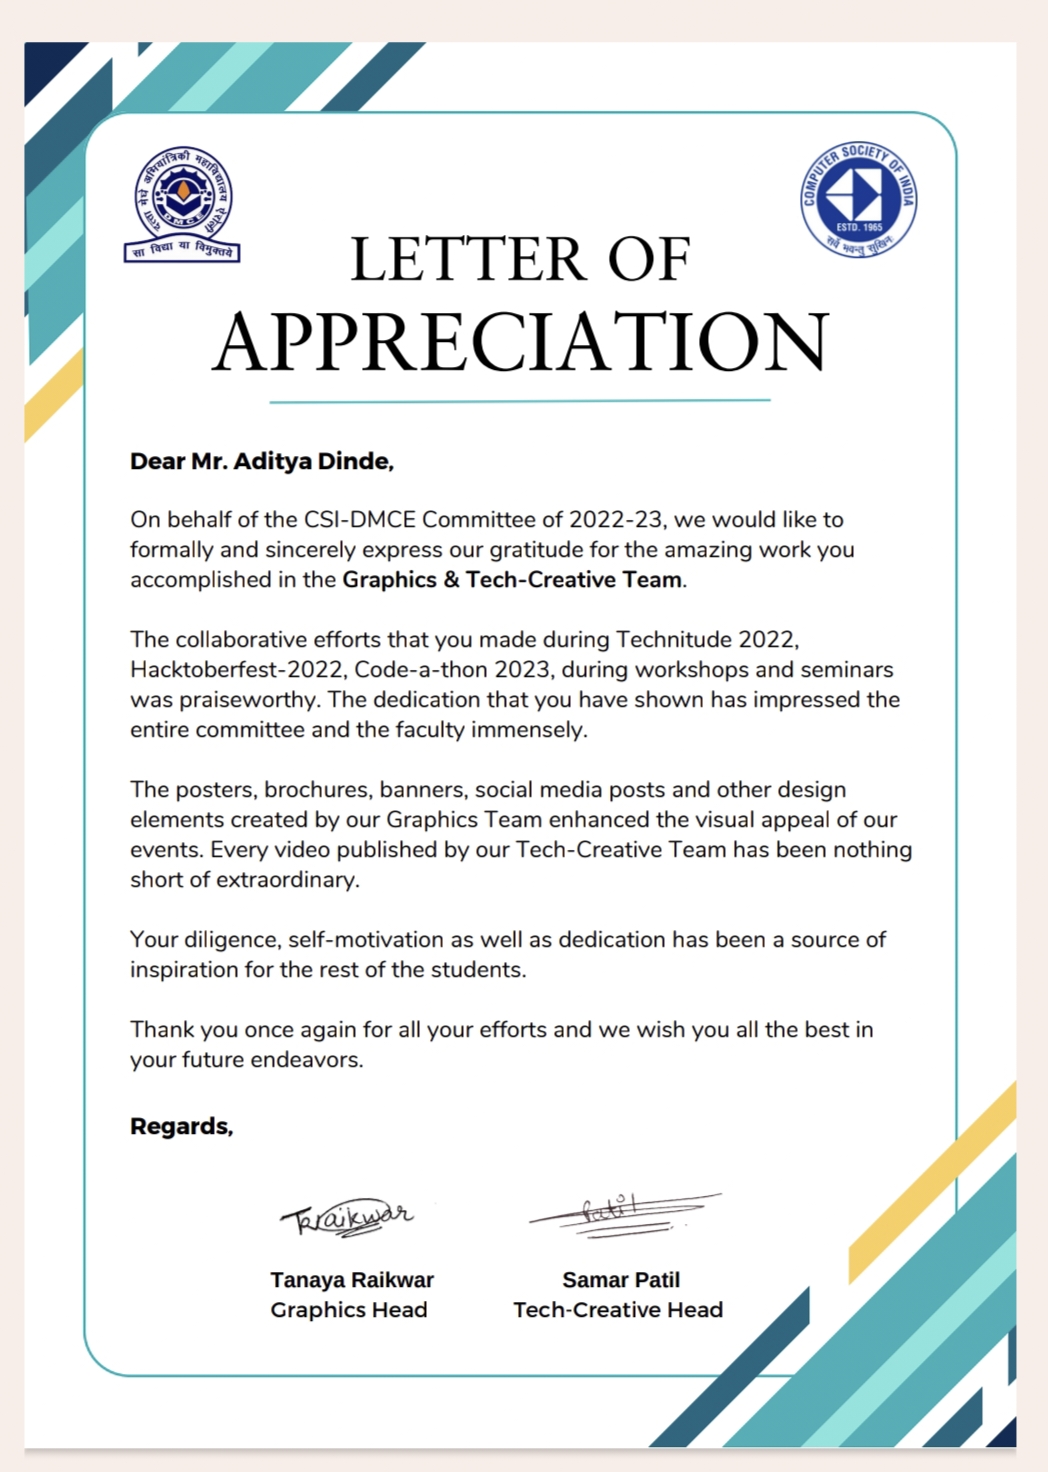 दत्ता मेघे अभियांत्रिकी महाविद्यालय ऐरोली
DMCE
सा विद्या या विमुक्तये
COMPUTER SOCIETY OF INDIA
ESTD. 1965
सर्वे भवन्तु सुखिनः
LETTER OF
APPRECIATION
Dear Mr. Aditya Dinde,
On behalf of the CSI-DMCE Committee of 2022-23, we would like to
formally and sincerely express our gratitude for the amazing work you
accomplished in the Graphics & Tech-Creative Team.
The collaborative efforts that you made during Technitude 2022,
Hacktoberfest-2022, Code-a-thon 2023, during workshops and seminars
was praiseworthy. The dedication that you have shown has impressed the
entire committee and the faculty immensely.
The posters, brochures, banners, social media posts and other design
elements created by our Graphics Team enhanced the visual appeal of our
events. Every video published by our Tech-Creative Team has been nothing
short of extraordinary.
Your diligence, self-motivation as well as dedication has been a source of
inspiration for the rest of the students.
Thank you once again for all your efforts and we wish you all the best in
your future endeavors.
Regards,
Traikwar Patil
Tanaya Raikwar Samar Patil
Graphics Head Tech-Creative Head